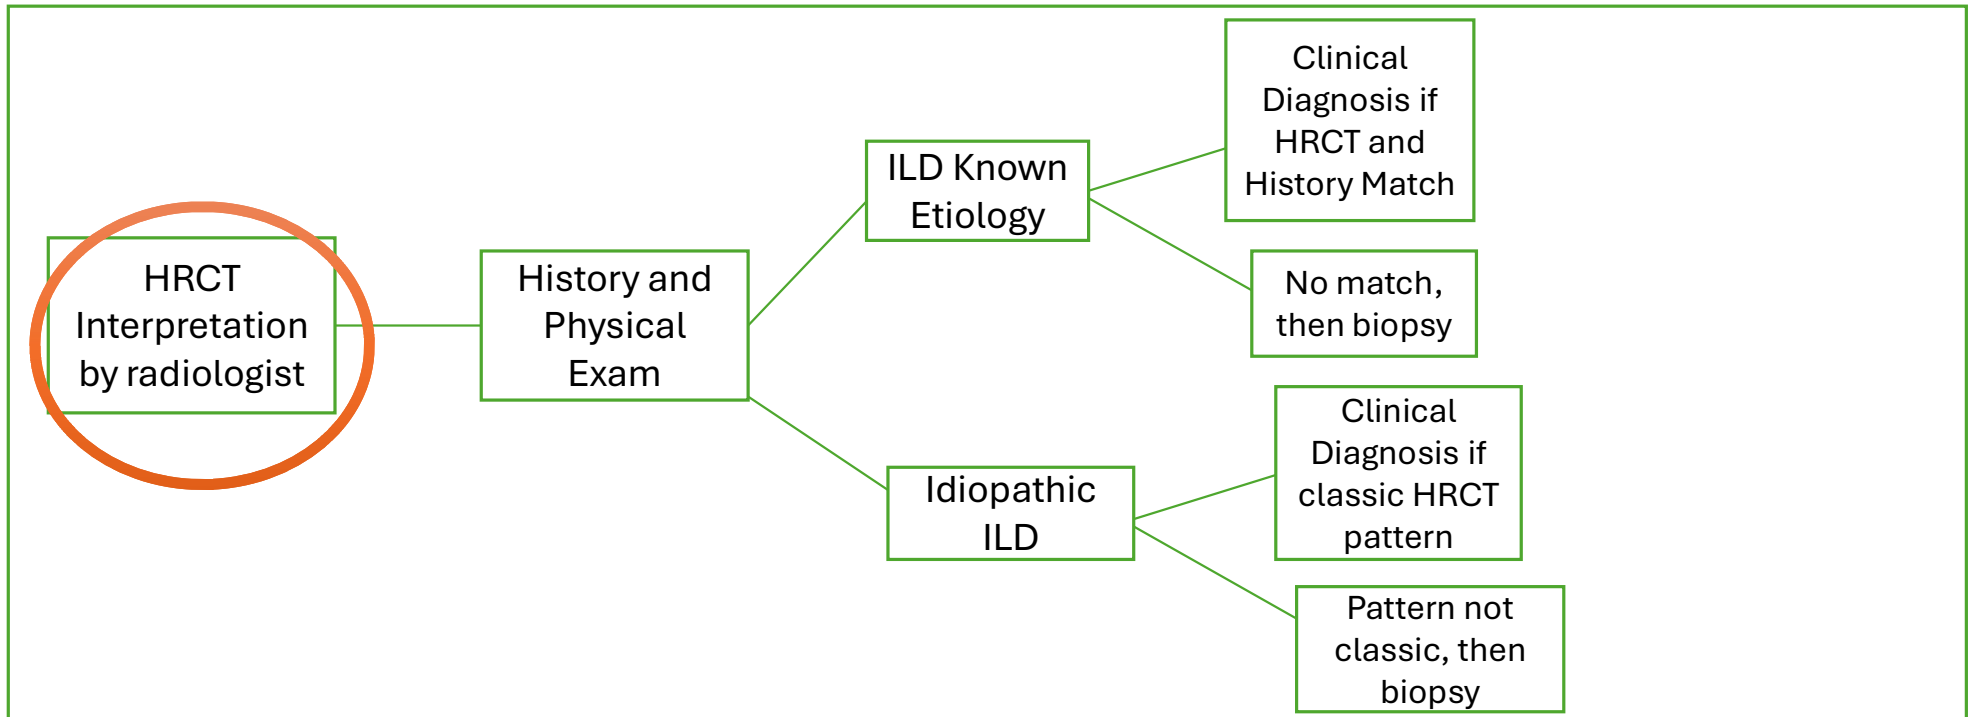 HRCT
Interpretation
by radiologist
History and
Physical
Exam
ILD Known
Etiology
Clinical
Diagnosis if
HRCT and
History Match
No match,
then biopsy
Idiopathic
ILD
Clinical
Diagnosis if
classic HRCT
pattern
Pattern not
classic, then
biopsy